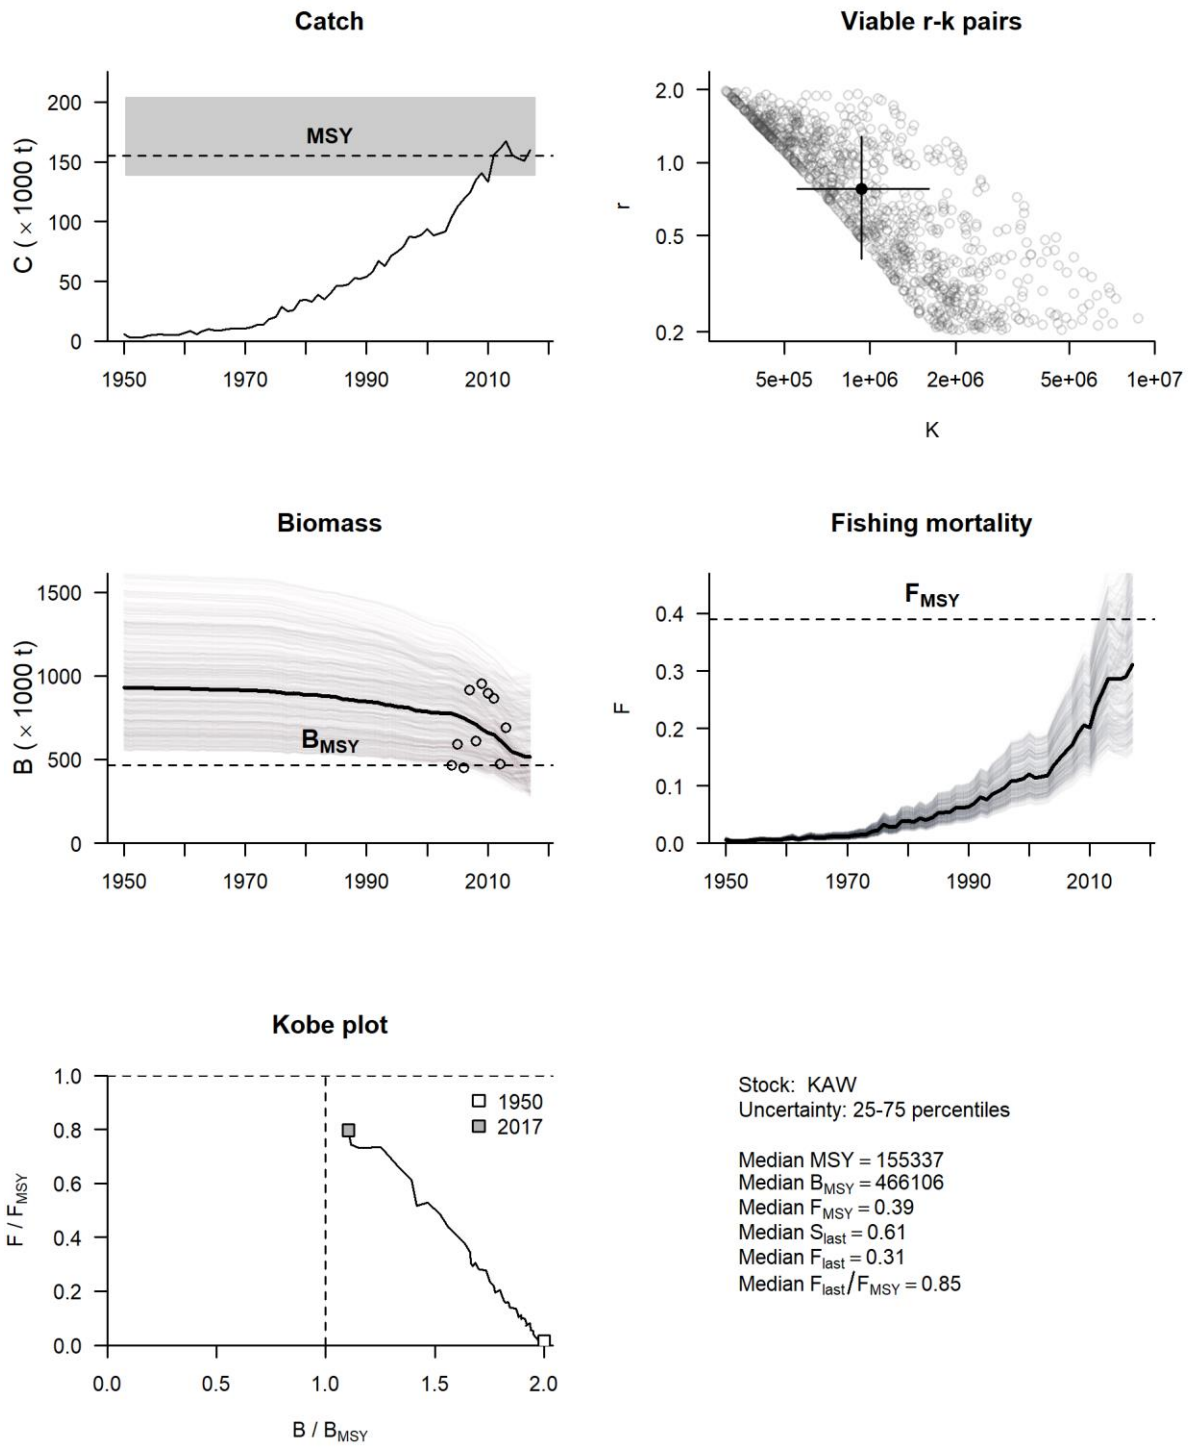 Catch
C ( × 1000 t)
200
150
100
50
0
MSY
1950
1970
1990
2010
Viable r-k pairs
r
2.0
1.0
0.5
0.2
5e+05
1e+06
2e+06
5e+06
1e+07
K
Biomass
B ( × 1000 t)
1500
1000
500
0
BMSY
1950
1970
1990
2010
Fishing mortality
F
0.4
0.3
0.2
0.1
0.0
FMSY
1950
1970
1990
2010
Kobe plot
F / FMSY
1.0
0.8
0.6
0.4
0.2
0.0
1950
2017
0.0
0.5
1.0
1.5
2.0
B / BMSY
Stock: KAW
Uncertainty: 25-75 percentiles
Median MSY = 155337
Median BMSY = 466106
Median FMSY = 0.39
Median Slast = 0.61
Median Flast = 0.31
Median Flast/FMSY = 0.85